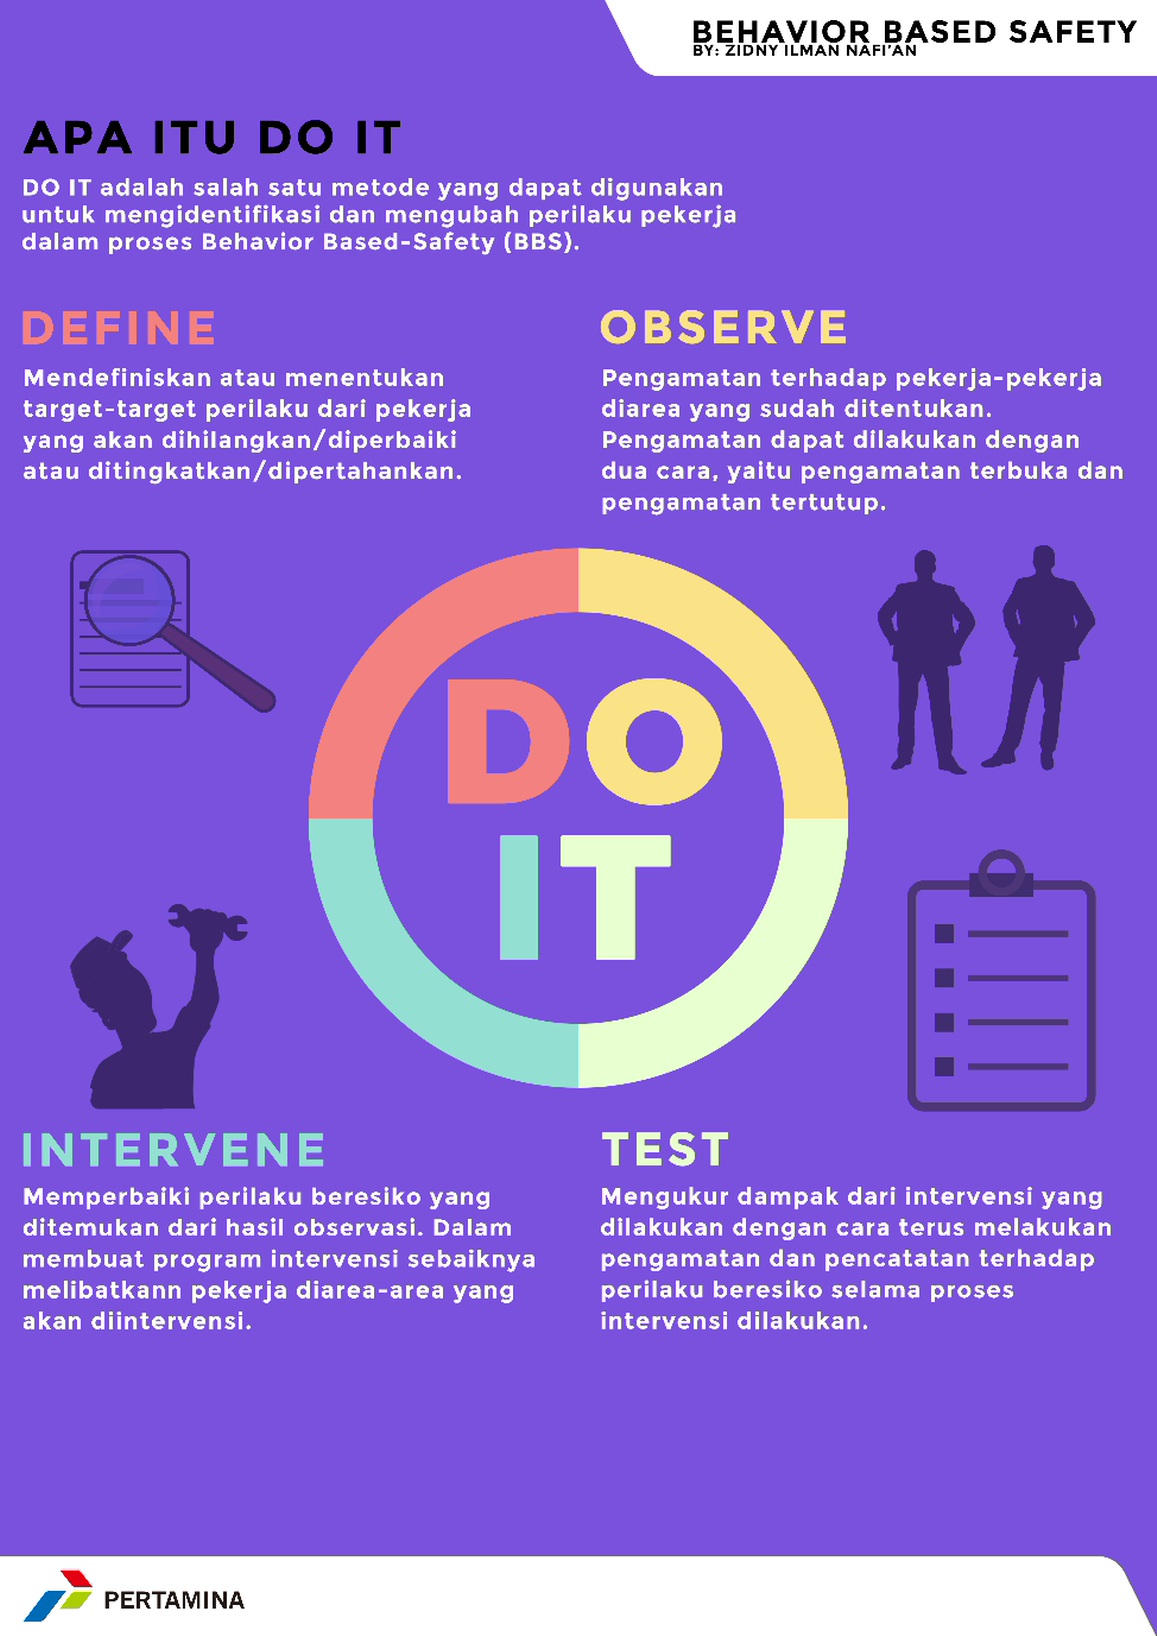 BEHAVIOR BASED SAFETY
BY: ZIDNY ILMAN NAFI'AN
APA ITU DO IT
DO IT adalah salah satu metode yang dapat digunakan
untuk mengidentifikasi dan mengubah perilaku pekerja
dalam proses Behavior Based-Safety (BBS).
DEFINE
Mendefiniskan atau menentukan
target-target perilaku dari pekerja
yang akan dihilangkan/diperbaiki
atau ditingkatkan/dipertahankan.
OBSERVE
Pengamatan terhadap pekerja-pekerja
diarea yang sudah ditentukan.
Pengamatan dapat dilakukan dengan
dua cara, yaitu pengamatan terbuka dan
pengamatan tertutup.
DO
IT
INTERVENE
Memperbaiki perilaku beresiko yang
ditemukan dari hasil observasi. Dalam
membuat program intervensi sebaiknya
melibatkann pekerja diarea-area yang
akan diintervensi.
TEST
Mengukur dampak dari intervensi yang
dilakukan dengan cara terus melakukan
pengamatan dan pencatatan terhadap
perilaku beresiko selama proses
intervensi dilakukan.
PERTAMINA